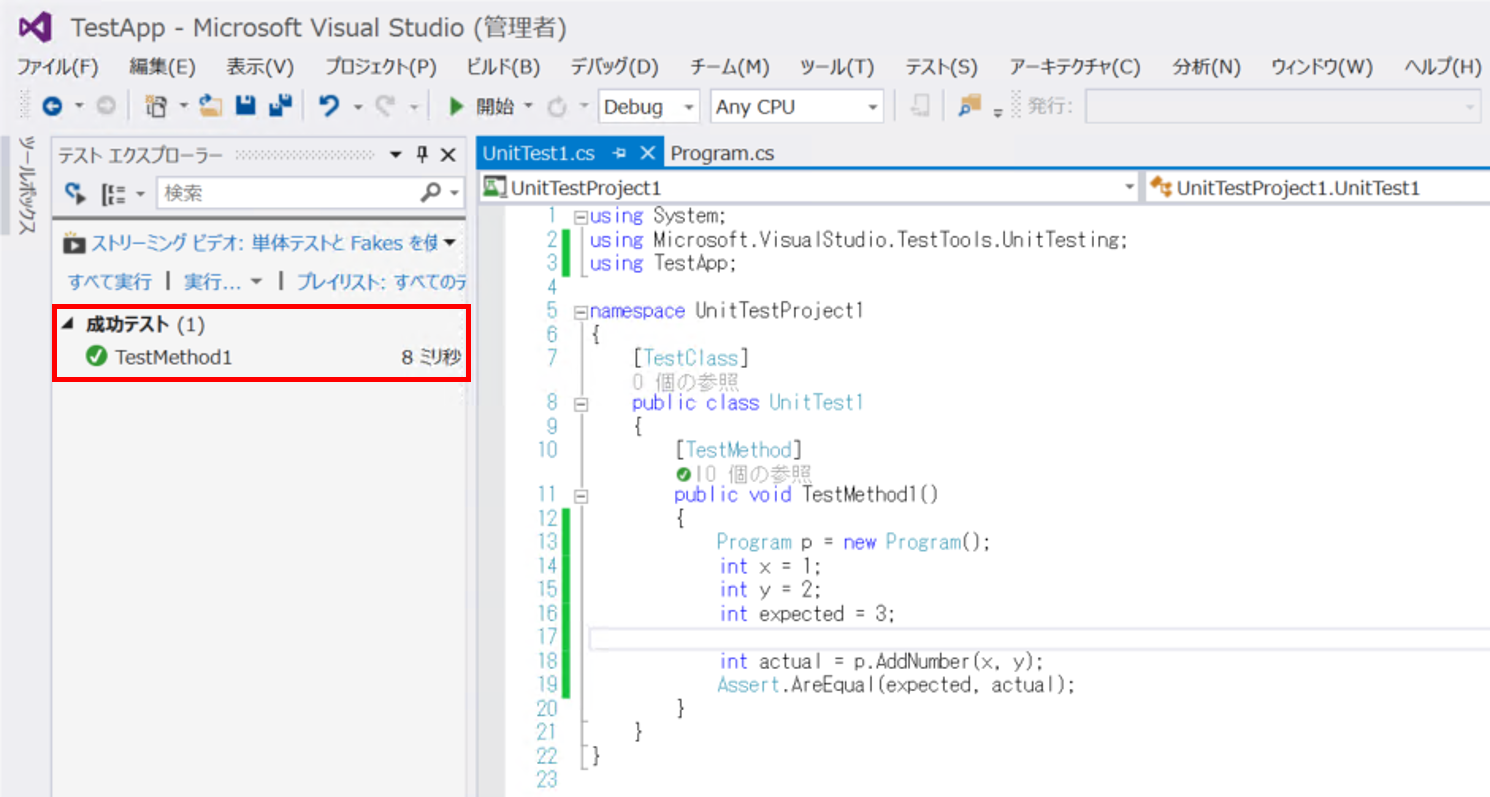 TestApp - Microsoft Visual Studio (管理者)
ファイル(F) 編集(E) 表示(V) プロジェクト(P) ビルド(B) デバッグ(D) チーム(M) ツール(T) テスト(S) アーキテクチャ(C) 分析(N) ウィンドウ(W) ヘルプ(H)
開始 Debug Any CPU 発行:
ツールボックス
テスト エクスプローラー
検索
ストリーミング ビデオ: 単体テストと Fakes を使
すべて実行 | 実行... | プレイリスト: すべてのテ
成功テスト (1)
TestMethod1 8 ミリ秒
UnitTest1.cs Program.cs
UnitTestProject1 UnitTestProject1.UnitTest1
1 using System;
2 using Microsoft.VisualStudio.TestTools.UnitTesting;
3 using TestApp;
4
5 namespace UnitTestProject1
6 {
7 [TestClass]
0 個の参照
8 public class UnitTest1
9 {
10 [TestMethod]
|0 個の参照
11 public void TestMethod1()
12 {
13 Program p = new Program();
14 int x = 1;
15 int y = 2;
16 int expected = 3;
17
18 int actual = p.AddNumber(x, y);
19 Assert.AreEqual(expected, actual);
20 }
21 }
22 }
23